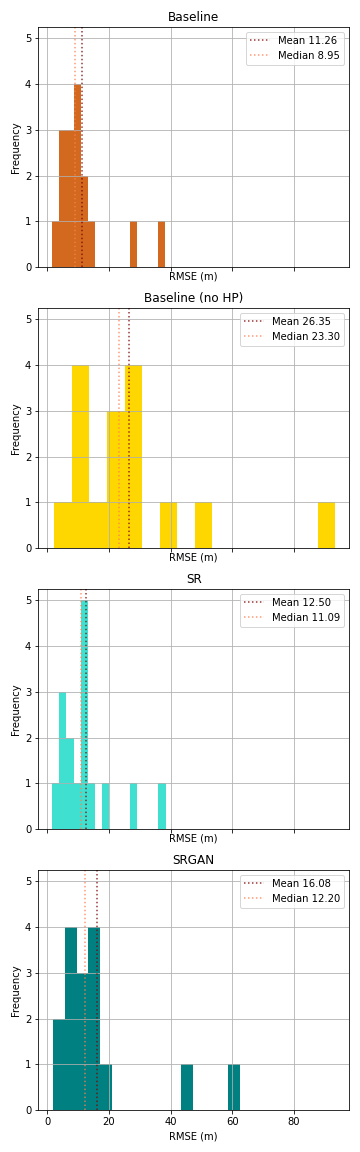 Baseline
5
Mean 11.26
Median 8.95
4
3
2
1
0
Frequency
RMSE (m)
Baseline (no HP)
5
Mean 26.35
Median 23.30
4
3
2
1
0
Frequency
RMSE (m)
SR
5
Mean 12.50
Median 11.09
4
3
2
1
0
Frequency
RMSE (m)
SRGAN
5
Mean 16.08
Median 12.20
4
3
2
1
0
Frequency
0 20 40 60 80
RMSE (m)